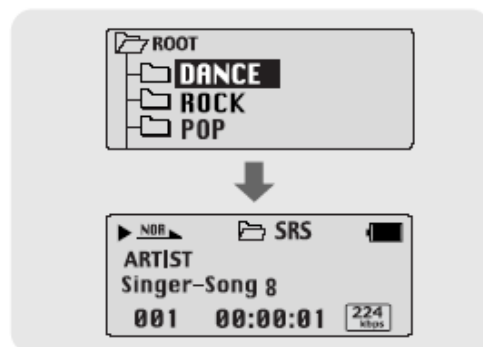 ROOT
DANCE
ROCK
POP
NOR SRS
ARTIST
Singer-Song 8
001 00:00:01 224 kbps